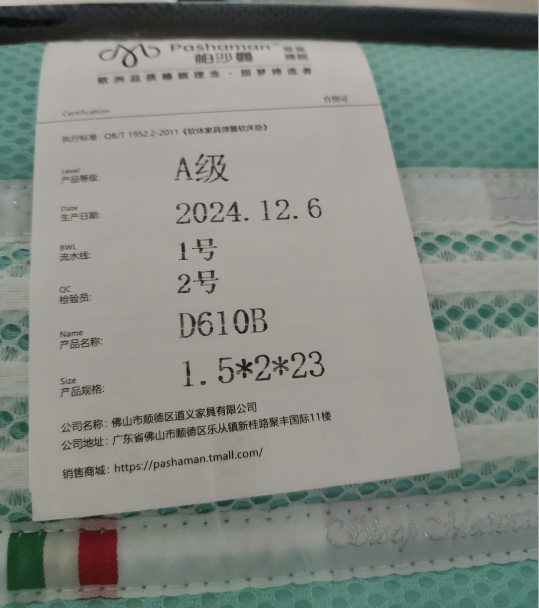 Pashaman 皇室睡眠
帕沙曼
欧洲品质睡眠理念 · 甜梦缔造者
Certification 合格证
执行标准: QB/T 1952.2-2011《软体家具弹簧软床垫》
Level
产品等级: A级
Date
生产日期: 2024.12.6
BWL
流水线: 1号
QC
检验员: 2号
Name
产品名称: D610B
Size
产品规格: 1.5*2*23
公司名称: 佛山市顺德区道义家具有限公司
公司地址: 广东省佛山市顺德区乐从镇新桂路聚丰国际11楼
销售商城: https://pashaman.tmall.com/